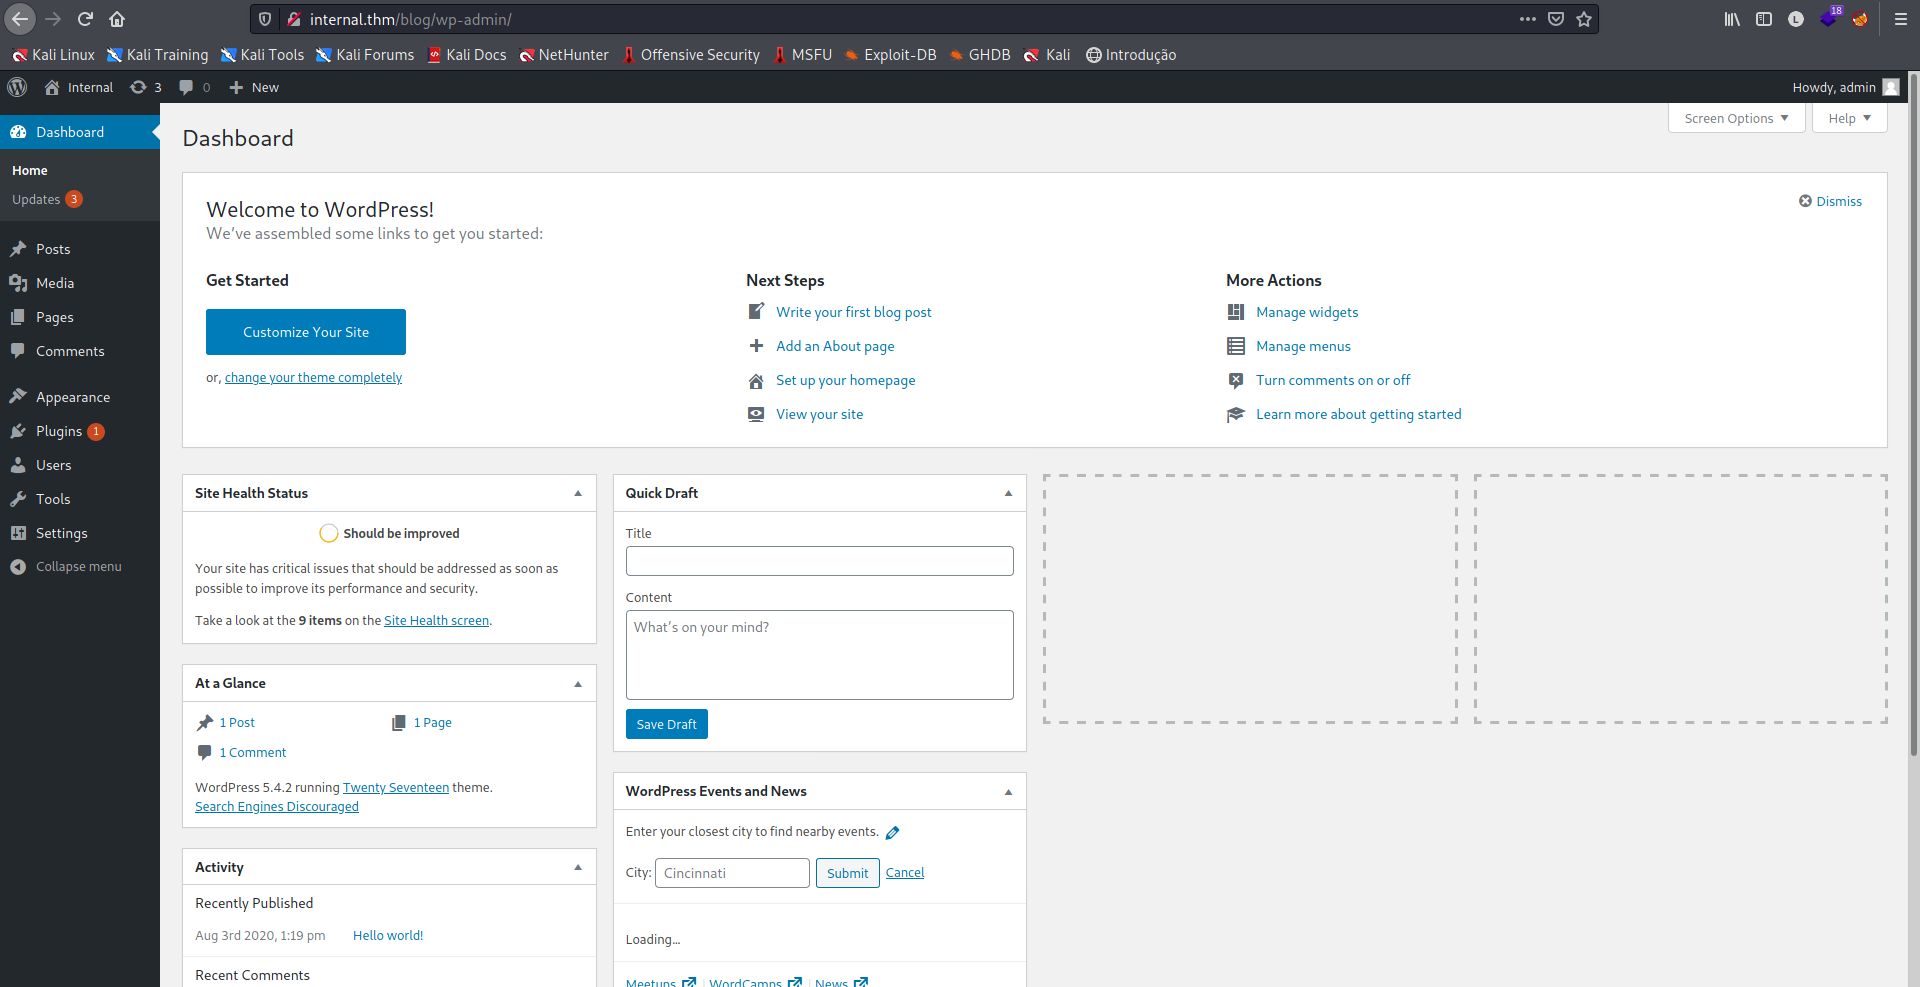 internal.thm/blog/wp-admin/
18
Kali Linux Kali Training Kali Tools Kali Forums Kali Docs NetHunter Offensive Security MSFU Exploit-DB GHDB Kali Introdução
Internal 3 0 New Howdy, admin
Dashboard
Home
Updates 3
Posts
Media
Pages
Comments
Appearance
Plugins 1
Users
Tools
Settings
Collapse menu
Screen Options Help
Dashboard
Welcome to WordPress!
Dismiss
We've assembled some links to get you started:
Get Started
Customize Your Site
or, change your theme completely
Next Steps
Write your first blog post
Add an About page
Set up your homepage
View your site
More Actions
Manage widgets
Manage menus
Turn comments on or off
Learn more about getting started
Site Health Status
Should be improved
Your site has critical issues that should be addressed as soon as
possible to improve its performance and security.
Take a look at the 9 items on the Site Health screen.
At a Glance
1 Post 1 Page
1 Comment
WordPress 5.4.2 running Twenty Seventeen theme.
Search Engines Discouraged
Activity
Recently Published
Aug 3rd 2020, 1:19 pm Hello world!
Recent Comments
Quick Draft
Title
Content
What's on your mind?
Save Draft
WordPress Events and News
Enter your closest city to find nearby events.
City: Cincinnati Submit Cancel
Loading...
Meetups | WordCamps | News